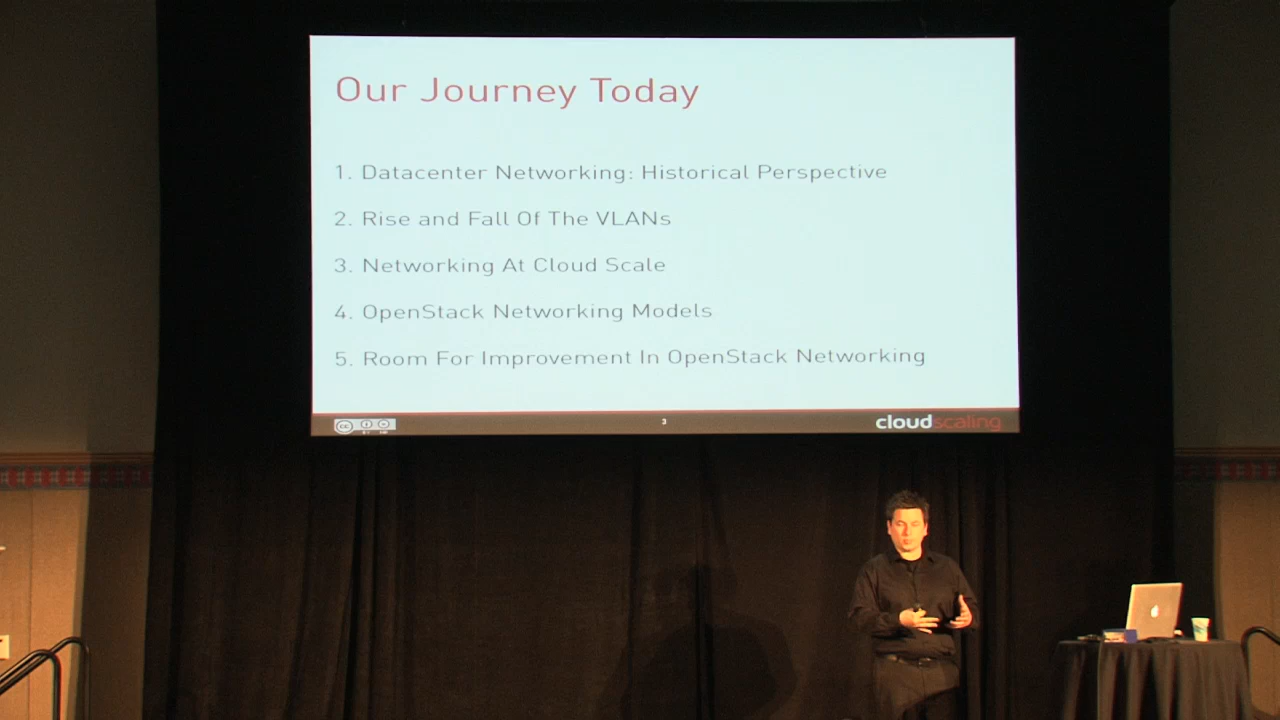 Our Journey Today
1. Datacenter Networking: Historical Perspective
2. Rise and Fall Of The VLANs
3. Networking At Cloud Scale
4. OpenStack Networking Models
5. Room For Improvement In OpenStack Networking
cc
3
cloudscaling